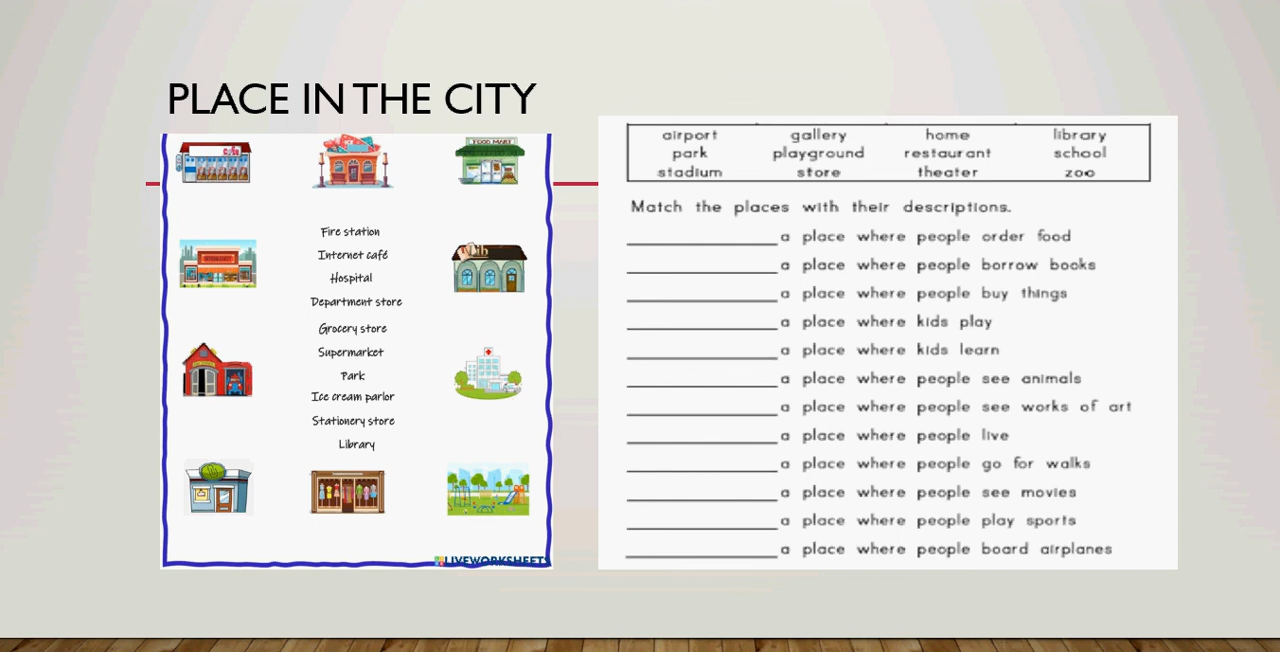 PLACE IN THE CITY
Café
FOOD MART
Fire station
Internet café
Hospital
Department store
Grocery store
Supermarket
Park
Ice cream parlor
Stationery store
Library
LIVEWORKSHEETS
airport gallery home library
park playground restaurant school
stadium store theater zoo
Match the places with their descriptions.
a place where people order food
a place where people borrow books
a place where people buy things
a place where kids play
a place where kids learn
a place where people see animals
a place where people see works of art
a place where people live
a place where people go for walks
a place where people see movies
a place where people play sports
a place where people board airplanes